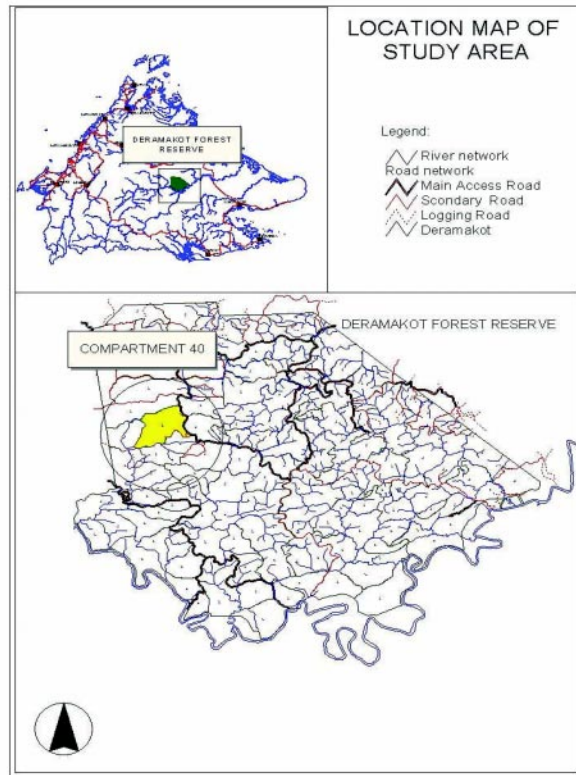 LOCATION MAP OF
STUDY AREA
DERAMAKOT FOREST
RESERVE
Legend:
River network
Road network
Main Access Road
Scondary Road
Logging Road
Deramakot
DERAMAKOT FOREST RESERVE
COMPARTMENT 40